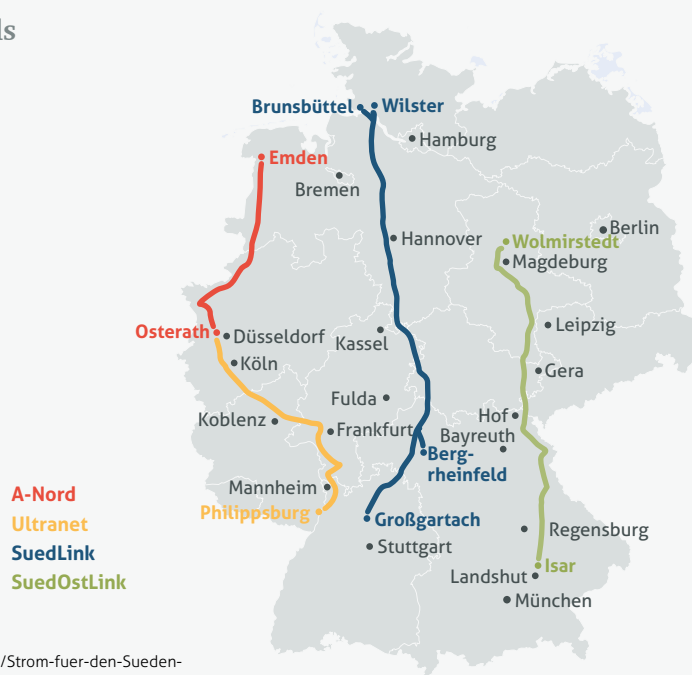 ls
Brunsbüttel
Wilster
Hamburg
Emden
Bremen
Berlin
Hannover
Wolmirstedt
Magdeburg
Osterath
Düsseldorf
Kassel
Leipzig
Köln
Gera
Fulda
Koblenz
Frankfurt
Hof
Bayreuth
Berg-
rheinfeld
Mannheim
A-Nord
Philippsburg
Großgartach
Ultranet
Regensburg
Stuttgart
SuedLink
Isar
Landshut
SuedOstLink
München
/Strom-fuer-den-Sueden-